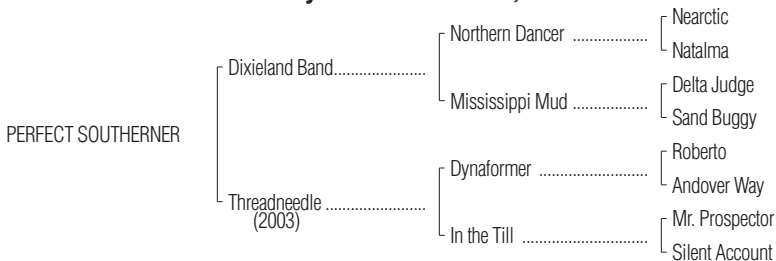 Nearctic
Northern Dancer ..................
Natalma
Dixieland Band......................
Delta Judge
Mississippi Mud ..................
Sand Buggy
PERFECT SOUTHERNER
Roberto
Dynaformer ..........................
Andover Way
Threadneedle ........................
(2003)
Mr. Prospector
In the Till ..............................
Silent Account